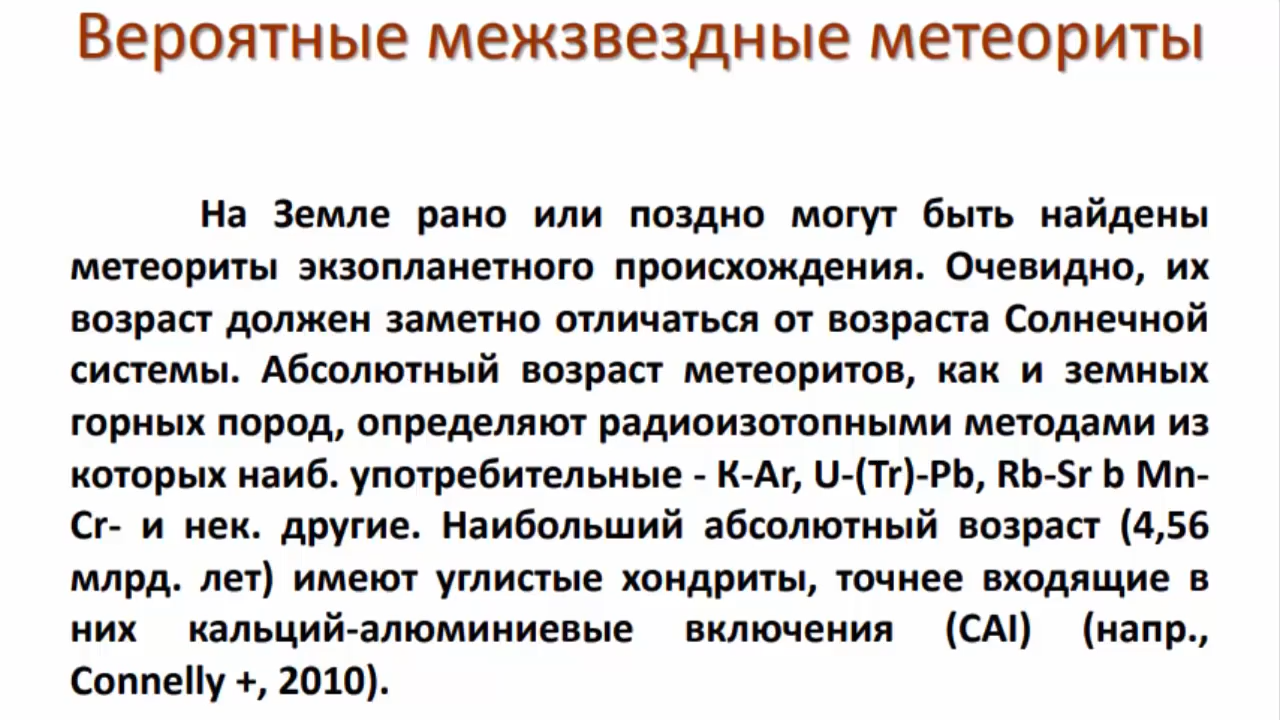 Вероятные межзвездные метеориты
На Земле рано или поздно могут быть найдены
метеориты экзопланетного происхождения. Очевидно, их
возраст должен заметно отличаться от возраста Солнечной
системы. Абсолютный возраст метеоритов, как и земных
горных пород, определяют радиоизотопными методами из
которых наиб. употребительные - K-Ar, U-(Tr)-Pb, Rb-Sr b Mn-
Cr- и нек. другие. Наибольший абсолютный возраст (4,56
млрд. лет) имеют углистые хондриты, точнее входящие в
них кальций-алюминиевые включения (CAI) (напр.,
Connelly +, 2010).